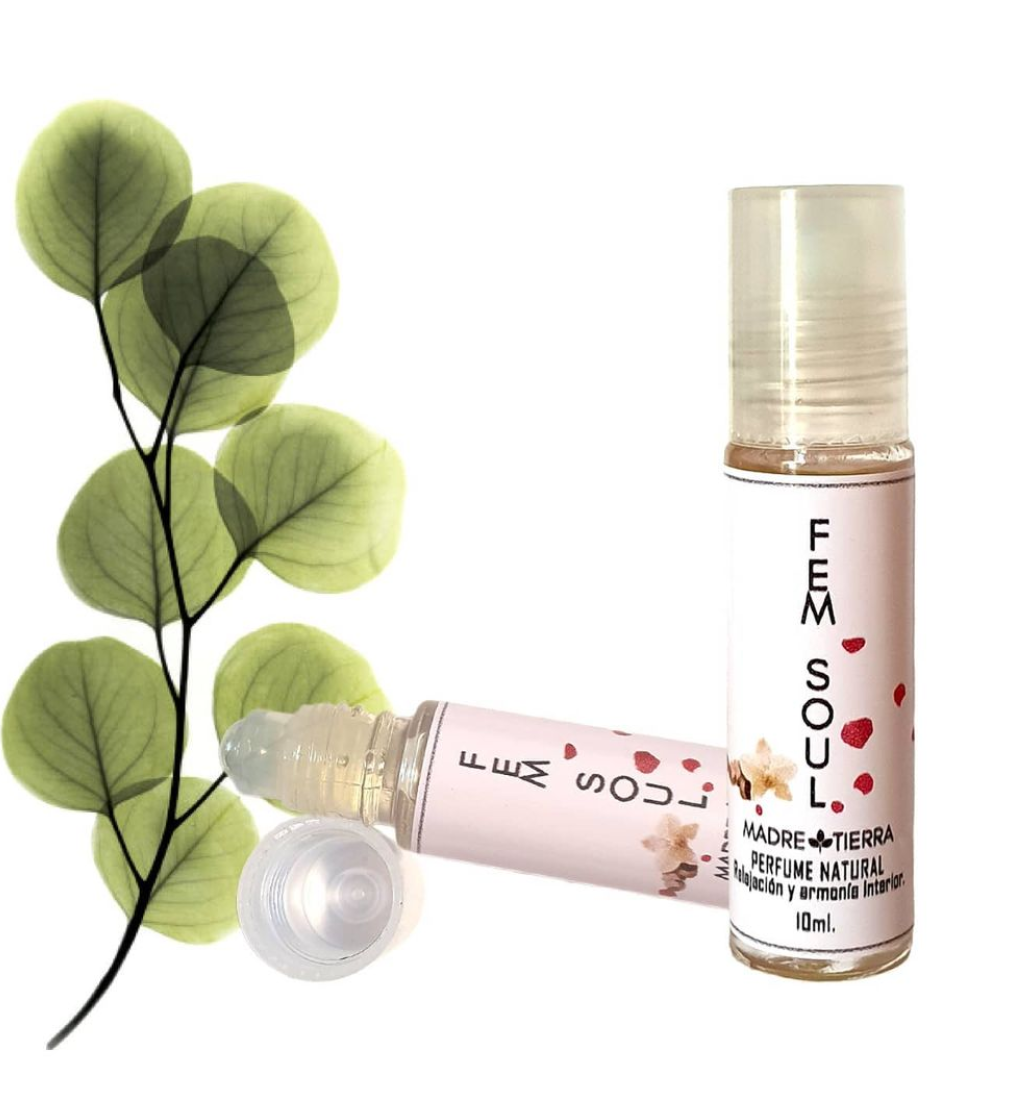 FEM SOUL
MADRE TIERRA
PERFUME NATURAL
Relajación y armonía Interior.
10ml.
FEM SOUL